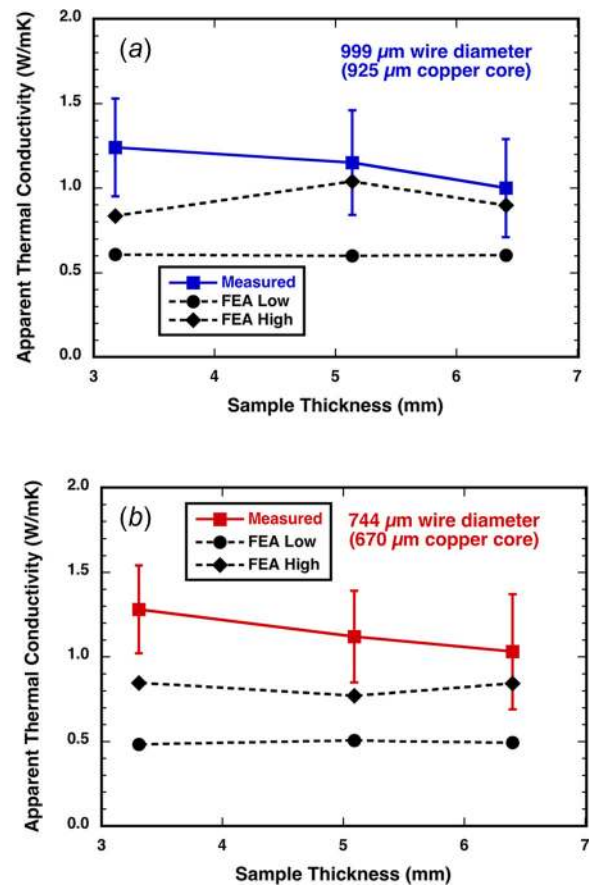 (a)
999 µm wire diameter
(925 µm copper core)
Apparent Thermal Conductivity (W/mK)
2.0
1.5
1.0
0.5
0.0
Measured
FEA Low
FEA High
3 4 5 6 7
Sample Thickness (mm)
(b)
Measured
FEA Low
FEA High
744 µm wire diameter
(670 µm copper core)
Apparent Thermal Conductivity (W/mK)
2.0
1.5
1.0
0.5
0.0
3 4 5 6 7
Sample Thickness (mm)